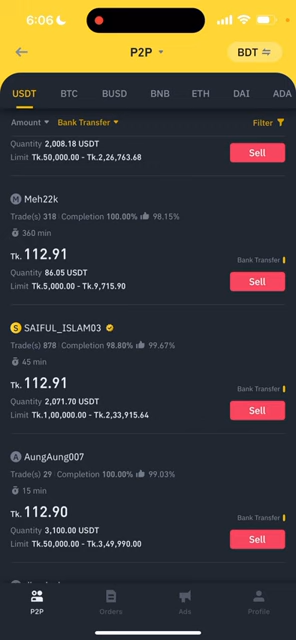 6:06
P2P
BDT
USDT BTC BUSD BNB ETH DAI ADA
Amount Bank Transfer Filter
Quantity 2,008.18 USDT
Limit Tk.50,000.00 - Tk.2,26,763.68
Sell
M Meh22k
Trade(s) 318 Completion 100.00% 98.15%
360 min
Tk. 112.91
Bank Transfer
Quantity 86.05 USDT
Limit Tk.5,000.00 - Tk.9,715.90
Sell
S SAIFUL_ISLAM03
Trade(s) 878 Completion 98.80% 99.67%
45 min
Tk. 112.91
Bank Transfer
Quantity 2,071.70 USDT
Limit Tk.1,00,000.00 - Tk.2,33,915.64
Sell
A AungAung007
Trade(s) 29 Completion 100.00% 99.03%
15 min
Tk. 112.90
Bank Transfer
Quantity 3,100.00 USDT
Limit Tk.50,000.00 - Tk.3,49,990.00
Sell
P2P Orders Ads Profile